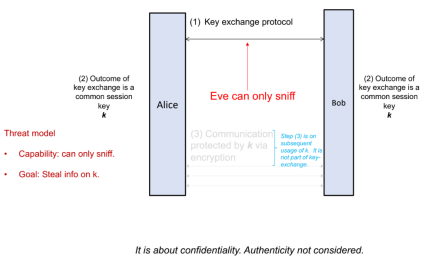 (1) Key exchange protocol
(2) Outcome of
key exchange is a
common session
key
k
Alice
Eve can only sniff
Bob
(2) Outcome of
key exchange is a
common session
key
k
Threat model
• Capability: can only sniff.
• Goal: Steal info on k.
(3) Communication
protected by k via
encryption
Step (3) is on
subsequent
usage of k. It is
not part of key-
exchange.
It is about confidentiality. Authenticity not considered.